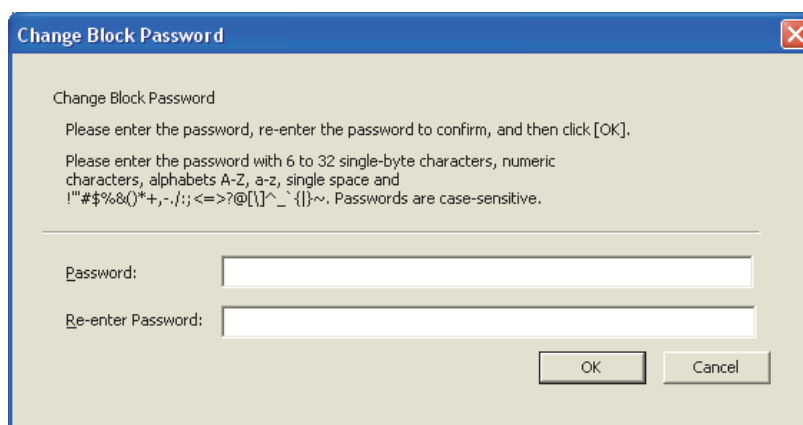 Change Block Password
Change Block Password
Please enter the password, re-enter the password to confirm, and then click [OK].
Please enter the password with 6 to 32 single-byte characters, numeric
characters, alphabets A-Z, a-z, single space and
!"'#$%&()*+,-./:;<=>?@[\]^_`{|}~. Passwords are case-sensitive.
Password:
Re-enter Password:
OK Cancel